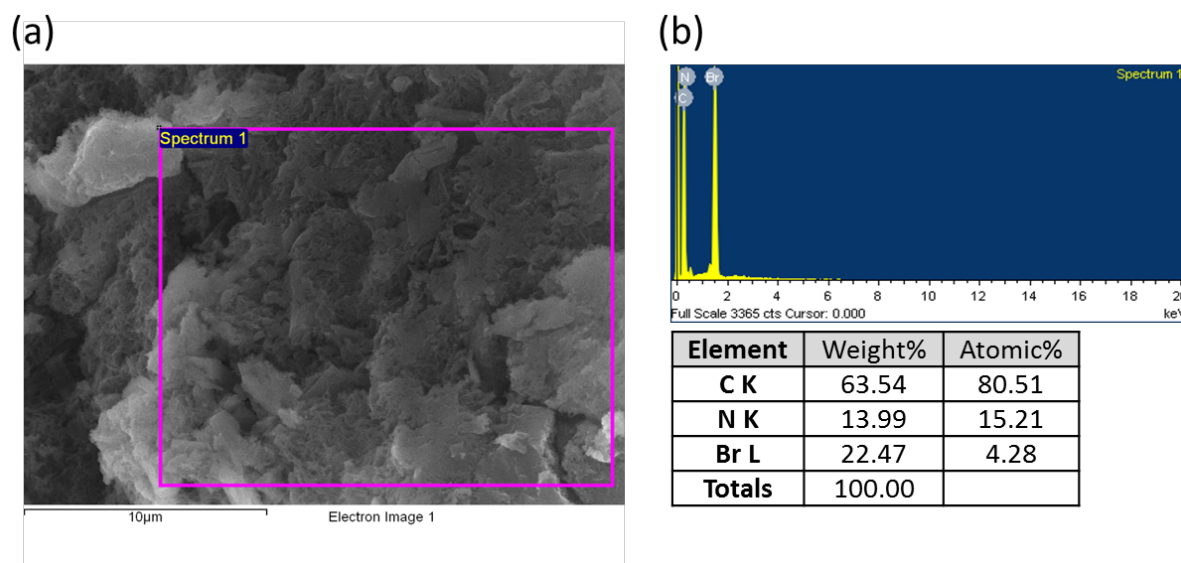 (a)
(b)
Spectrum 1
10µm
Electron Image 1
N
Br
C
Spectrum 1
0 2 4 6 8 10 12 14 16 18 20
Full Scale 3365 cts Cursor: 0.000 keV
Element Weight% Atomic%
C K 63.54 80.51
N K 13.99 15.21
Br L 22.47 4.28
Totals 100.00